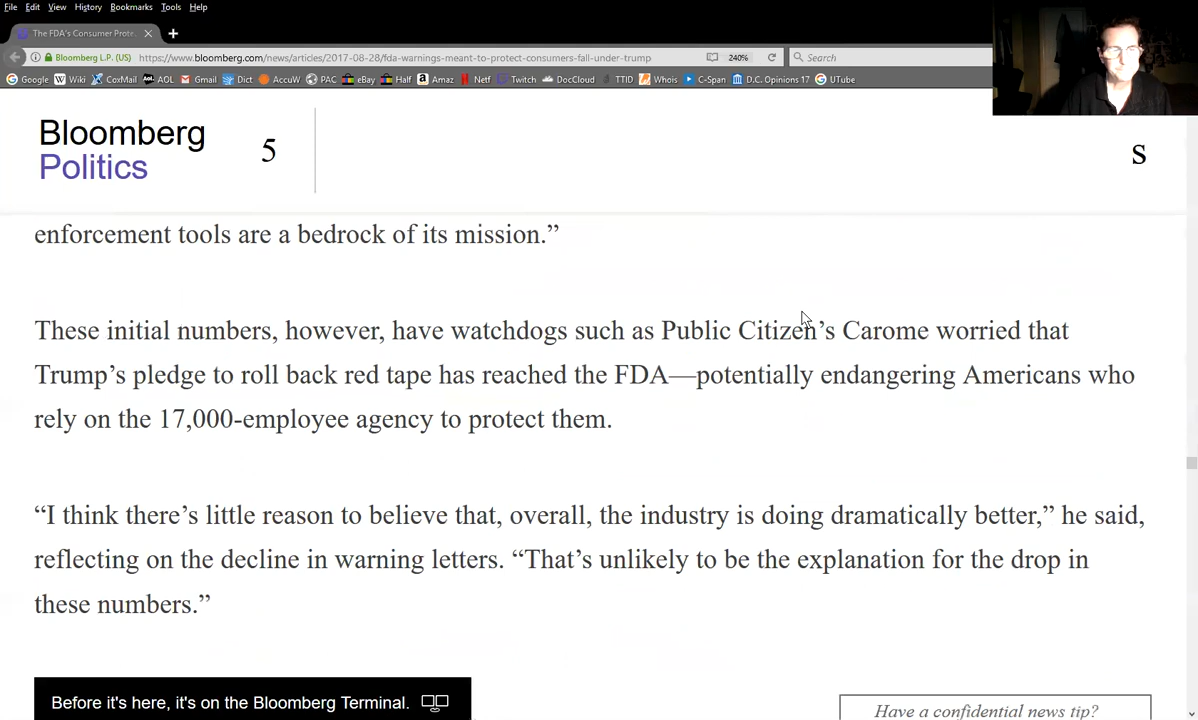 File Edit View History Bookmarks Tools Help
The FDA's Consumer Prote
Bloomberg L.P. (US) https://www.bloomberg.com/news/articles/2017-08-28/fda-warnings-meant-to-protect-consumers-fall-under-trump 240% Search
Google Wiki CoxMail AOL Gmail Dict AccuW PAC eBay Half Amaz Netf Twitch DocCloud TTID Whois C-Span D.C. Opinions 17 UTube
Bloomberg
Politics
5
s
enforcement tools are a bedrock of its mission.”
These initial numbers, however, have watchdogs such as Public Citizen’s Carome worried that
Trump’s pledge to roll back red tape has reached the FDA—potentially endangering Americans who
rely on the 17,000-employee agency to protect them.
“I think there’s little reason to believe that, overall, the industry is doing dramatically better,” he said,
reflecting on the decline in warning letters. “That’s unlikely to be the explanation for the drop in
these numbers.”
Before it's here, it's on the Bloomberg Terminal.
Have a confidential news tip?